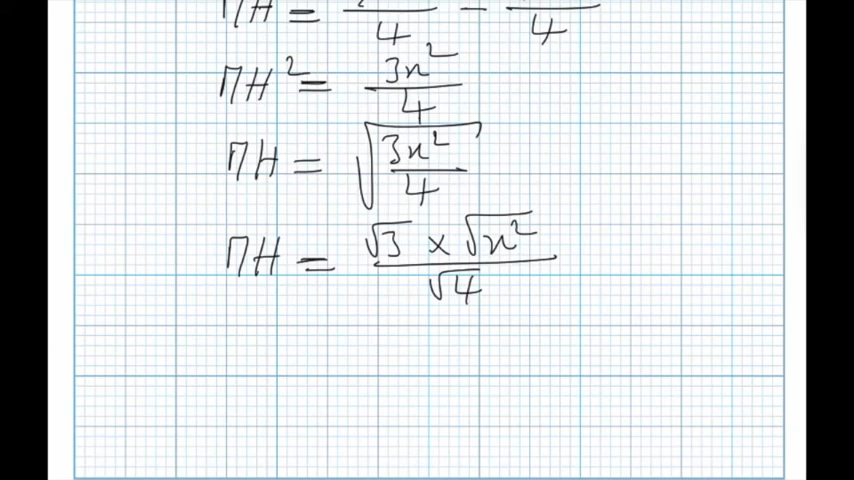 ΠH² = 3x²/4
ΠH = √(3x²/4)
ΠH = (√3 × √x²)/√4